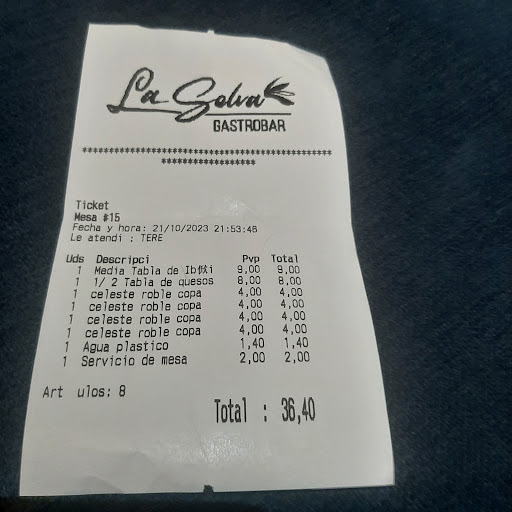 La Selva
GASTROBAR
******************************************
****************
Ticket
Mesa #15
Fecha y hora: 21/10/2023 21:53:46
Le atendi : TERE
Uds Descripci Pvp Total
1 Media Tabla de Ib位i 9,00 9,00
1 1/ 2 Tabla de quesos 8,00 8,00
1 celeste roble copa 4,00 4,00
1 celeste roble copa 4,00 4,00
1 celeste roble copa 4,00 4,00
1 celeste roble copa 4,00 4,00
1 Agua plastico 1,40 1,40
1 Servicio de mesa 2,00 2,00
Art ulos: 8
Total : 36,40